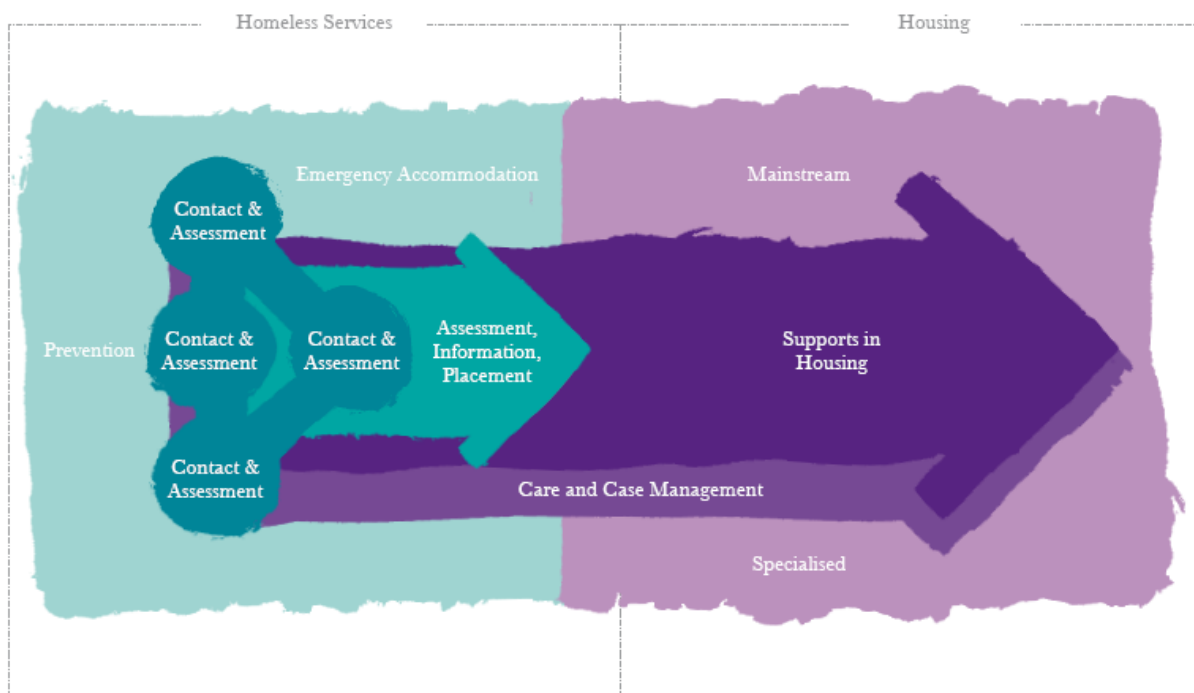 Homeless Services
Housing
Emergency Accommodation
Mainstream
Contact &
Assessment
Prevention
Contact &
Assessment
Contact &
Assessment
Assessment,
Information,
Placement
Supports in
Housing
Contact &
Assessment
Care and Case Management
Specialised